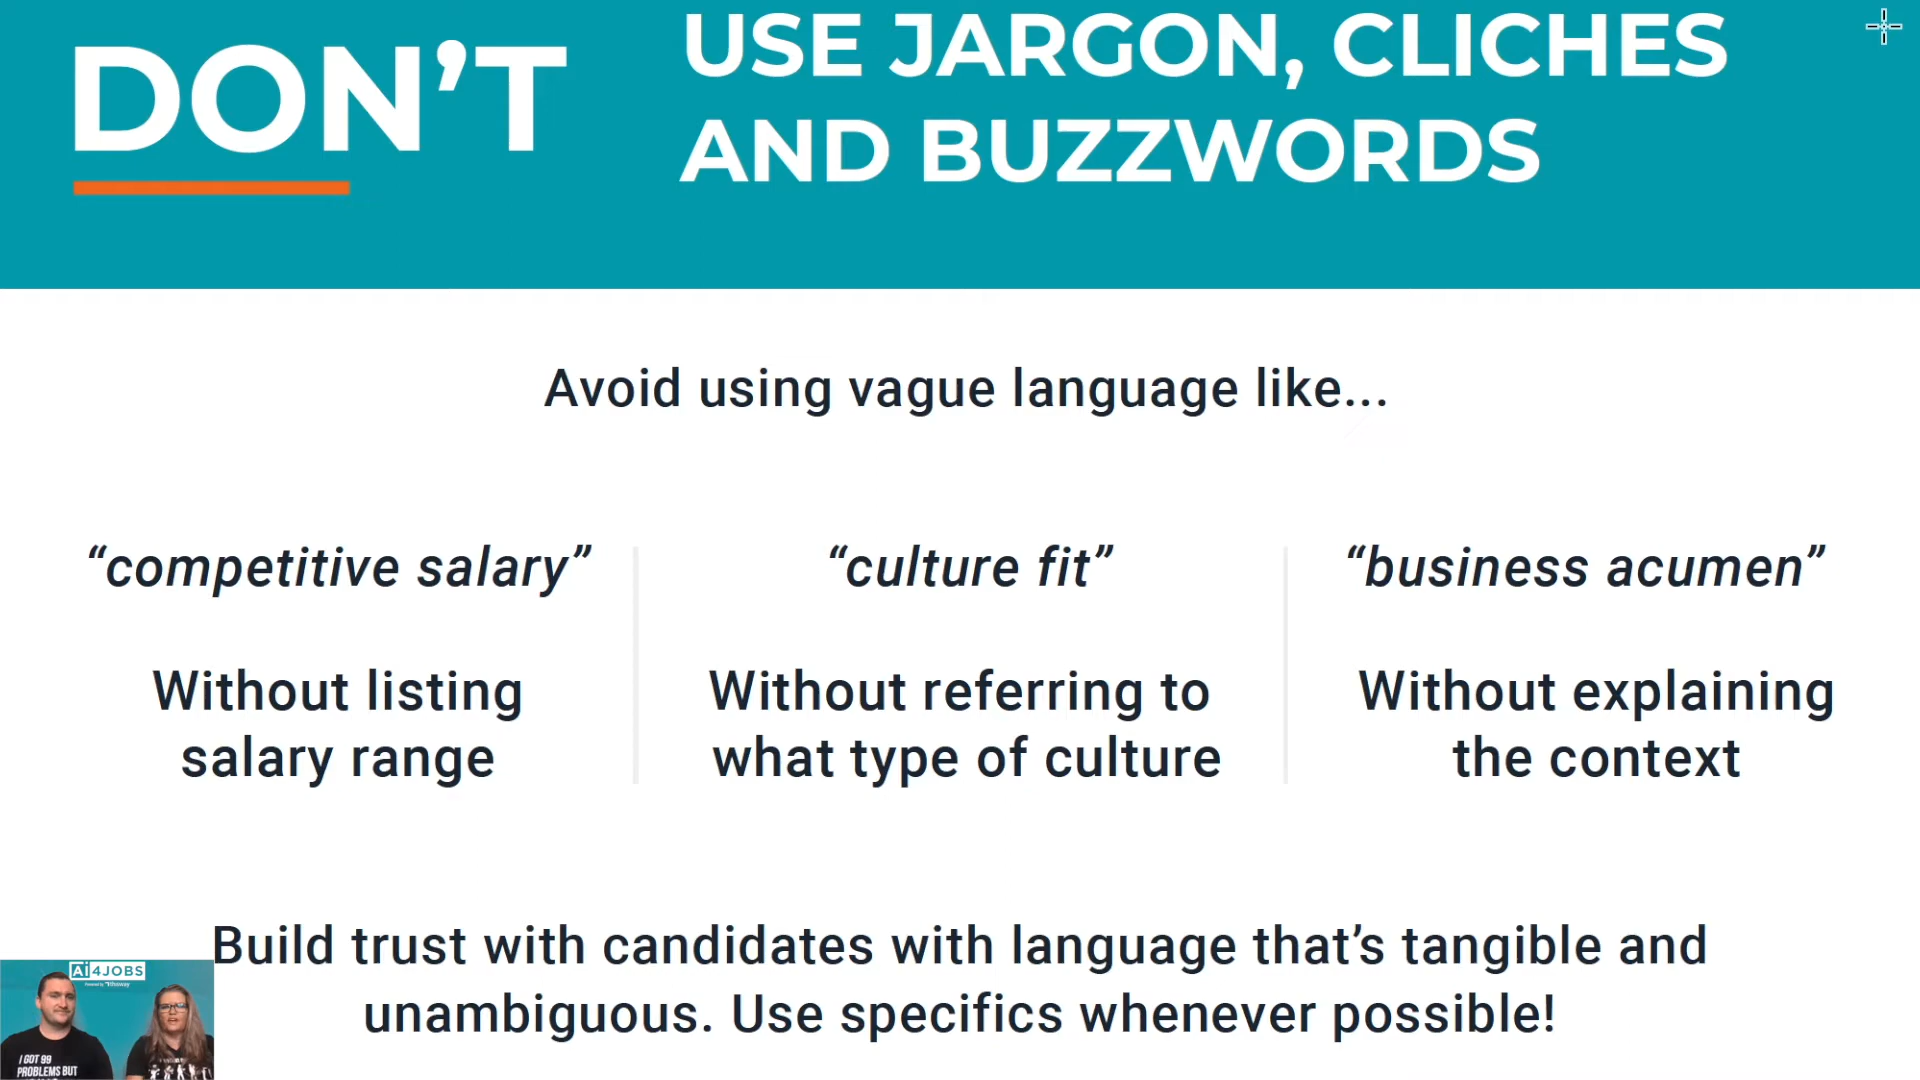 DON'T
USE JARGON, CLICHES
AND BUZZWORDS
Avoid using vague language like...
“competitive salary”
Without listing
salary range
“culture fit”
Without referring to
what type of culture
“business acumen”
Without explaining
the context
Build trust with candidates with language that’s tangible and
unambiguous. Use specifics whenever possible!
Ai4JOBS
Powered by
I GOT 99
PROBLEMS BUT